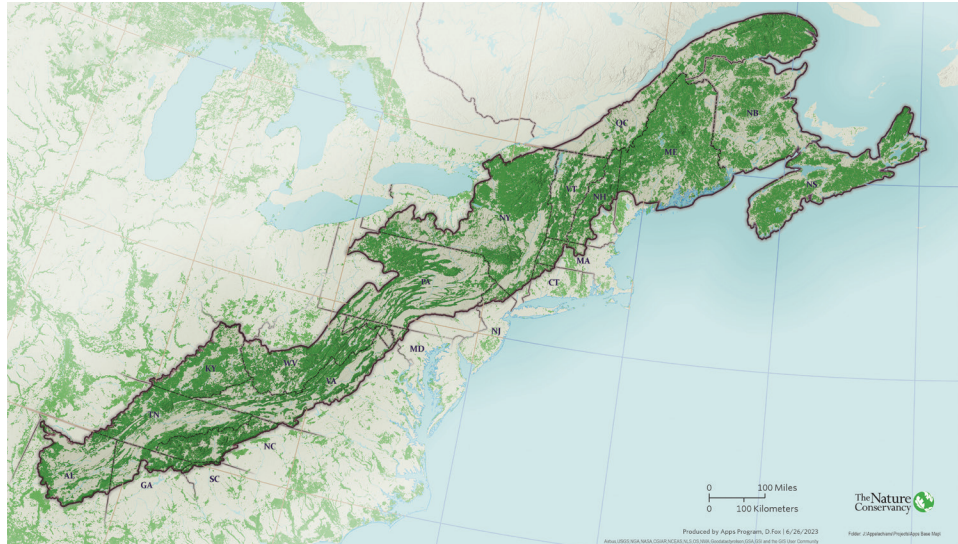 QC
NB
ME
VT
NH
NS
NY
MA
CT
PA
NJ
MD
WV
KY
VA
TN
NC
AL
GA
SC
0 100 Miles
0 100 Kilometers
The Nature
Conservancy
Produced by Apps Program, D.Fox | 6/26/2023